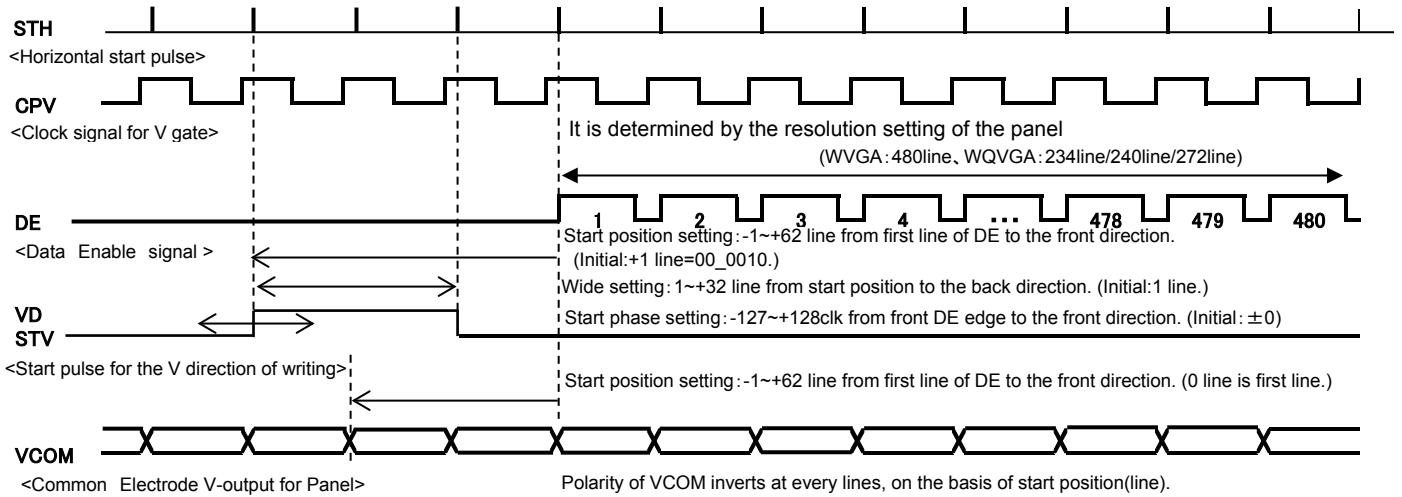 STH
<Horizontal start pulse>
CPV
<Clock signal for V gate>
It is determined by the resolution setting of the panel
(WVGA:480line、WQVGA:234line/240line/272line)
DE
1 2 3 4 ••• 478 479 480
<Data Enable signal >
Start position setting:-1~+62 line from first line of DE to the front direction.
(Initial:+1 line=00_0010.)
Wide setting:1~+32 line from start position to the back direction. (Initial:1 line.)
VD
STV
Start phase setting:-127~+128clk from front DE edge to the front direction. (Initial:±0)
<Start pulse for the V direction of writing>
Start position setting:-1~+62 line from first line of DE to the front direction. (0 line is first line.)
VCOM
<Common Electrode V-output for Panel>
Polarity of VCOM inverts at every lines, on the basis of start position(line).